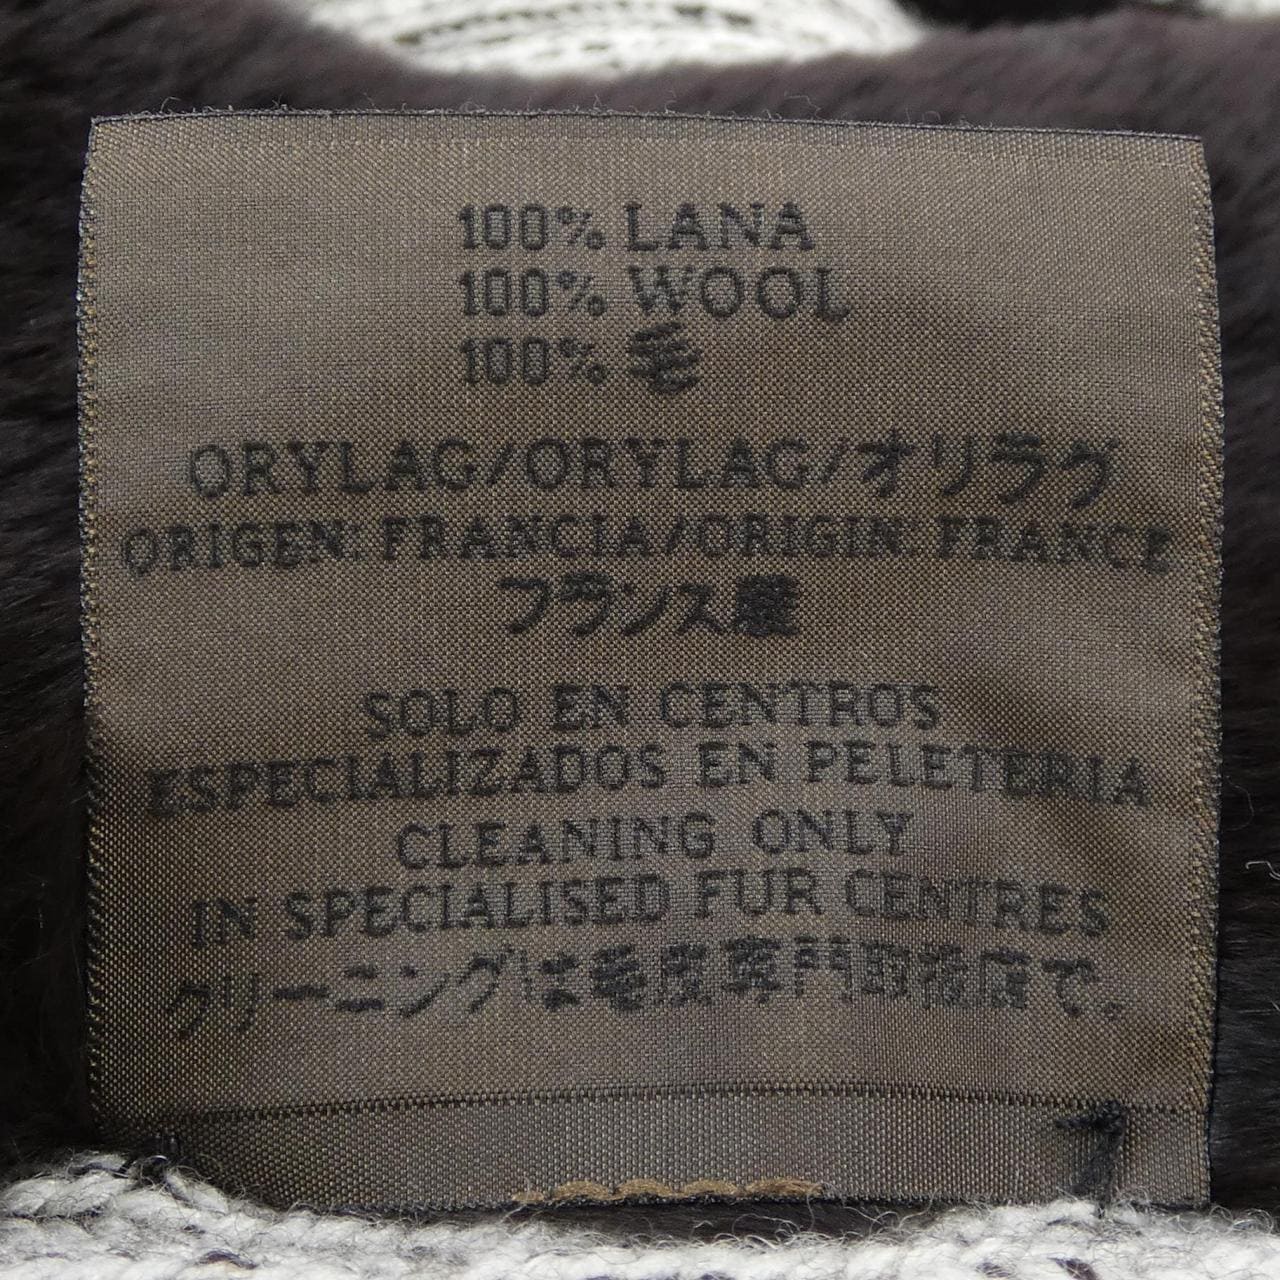 100% LANA
100% WOOL
100% 毛
ORYLAG/ORYLAG/オリラグ
ORIGEN: FRANCIA/ORIGIN: FRANCE
フランス産
SOLO EN CENTROS
ESPECIALIZADOS EN PELETERIA
CLEANING ONLY
IN SPECIALISED FUR CENTRES
クリーニングは毛皮専門取扱店で。
7